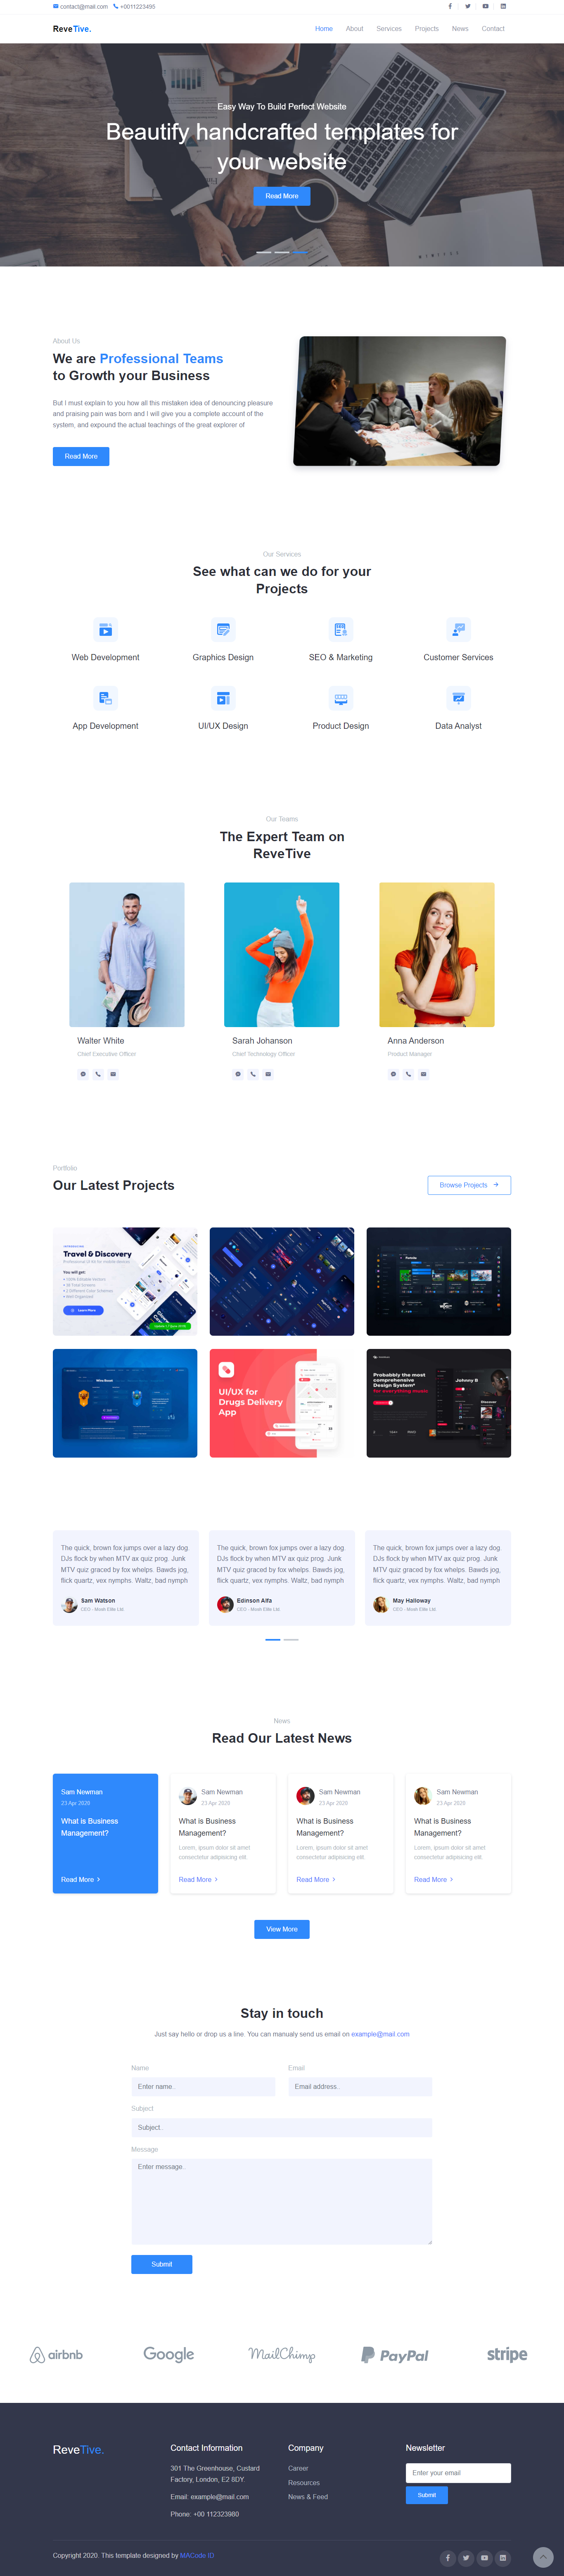 contact@mail.com +0011223495
ReveTive. Home About Services Projects News Contact
Easy Way To Build Perfect Website
Beautify handcrafted templates for
your website
Read More
About Us
We are Professional Teams
to Growth your Business
But I must explain to you how all this mistaken idea of denouncing pleasure
and praising pain was born and I will give you a complete account of the
system, and expound the actual teachings of the great explorer of
Read More
Our Services
See what can we do for your
Projects
Web Development Graphics Design SEO & Marketing Customer Services
App Development UI/UX Design Product Design Data Analyst
Our Teams
The Expert Team on
ReveTive
Walter White Sarah Johanson Anna Anderson
Chief Executive Officer Chief Technology Officer Product Manager
Portfolio
Our Latest Projects
Browse Projects
Travel & Discovery
You will get:
Learn More
UI/UX for
Drugs Delivery
App
Probably the most
comprehensive
Design System*
for everything music
Johnny B
Discover
The quick, brown fox jumps over a lazy dog.
DJs flock by when MTV ax quiz prog. Junk
MTV quiz graced by fox whelps. Bawds jog,
flick quartz, vex nymphs. Waltz, bad nymph
Sam Watson
CEO - Moeh Elite Ltd
The quick, brown fox jumps over a lazy dog.
DJs flock by when MTV ax quiz prog. Junk
MTV quiz graced by fox whelps. Bawds jog,
flick quartz, vex nymphs. Waltz, bad nymph
Edinson Alfa
CEO - Moeh Elite Ltd
The quick, brown fox jumps over a lazy dog.
DJs flock by when MTV ax quiz prog. Junk
MTV quiz graced by fox whelps. Bawds jog,
flick quartz, vex nymphs. Waltz, bad nymph
May Halloway
CEO - Moeh Elite Ltd
News
Read Our Latest News
Sam Newman
23 Apr 2020
What is Business
Management?
Read More
Sam Newman
23 Apr 2020
What is Business
Management?
Lorem, ipsum dolor sit amet
consectetur adipisicing elit.
Read More
Sam Newman
23 Apr 2020
What is Business
Management?
Lorem, ipsum dolor sit amet
consectetur adipisicing elit.
Read More
Sam Newman
23 Apr 2020
What is Business
Management?
Lorem, ipsum dolor sit amet
consectetur adipisicing elit.
Read More
View More
Stay in touch
Just say hello or drop us a line. You can manualy send us email on example@mail.com
Name Email
Enter name.. Email address..
Subject
Subject..
Message
Enter message..
Submit
airbnb Google MailChimp PayPal stripe
ReveTive.
Contact Information
301 The Greenhouse, Custard
Factory, London, E2 8DY.
Email: example@mail.com
Phone: +00 112323980
Company
Career
Resources
News & Feed
Newsletter
Enter your email
Submit
Copyright 2020. This template designed by MACode ID